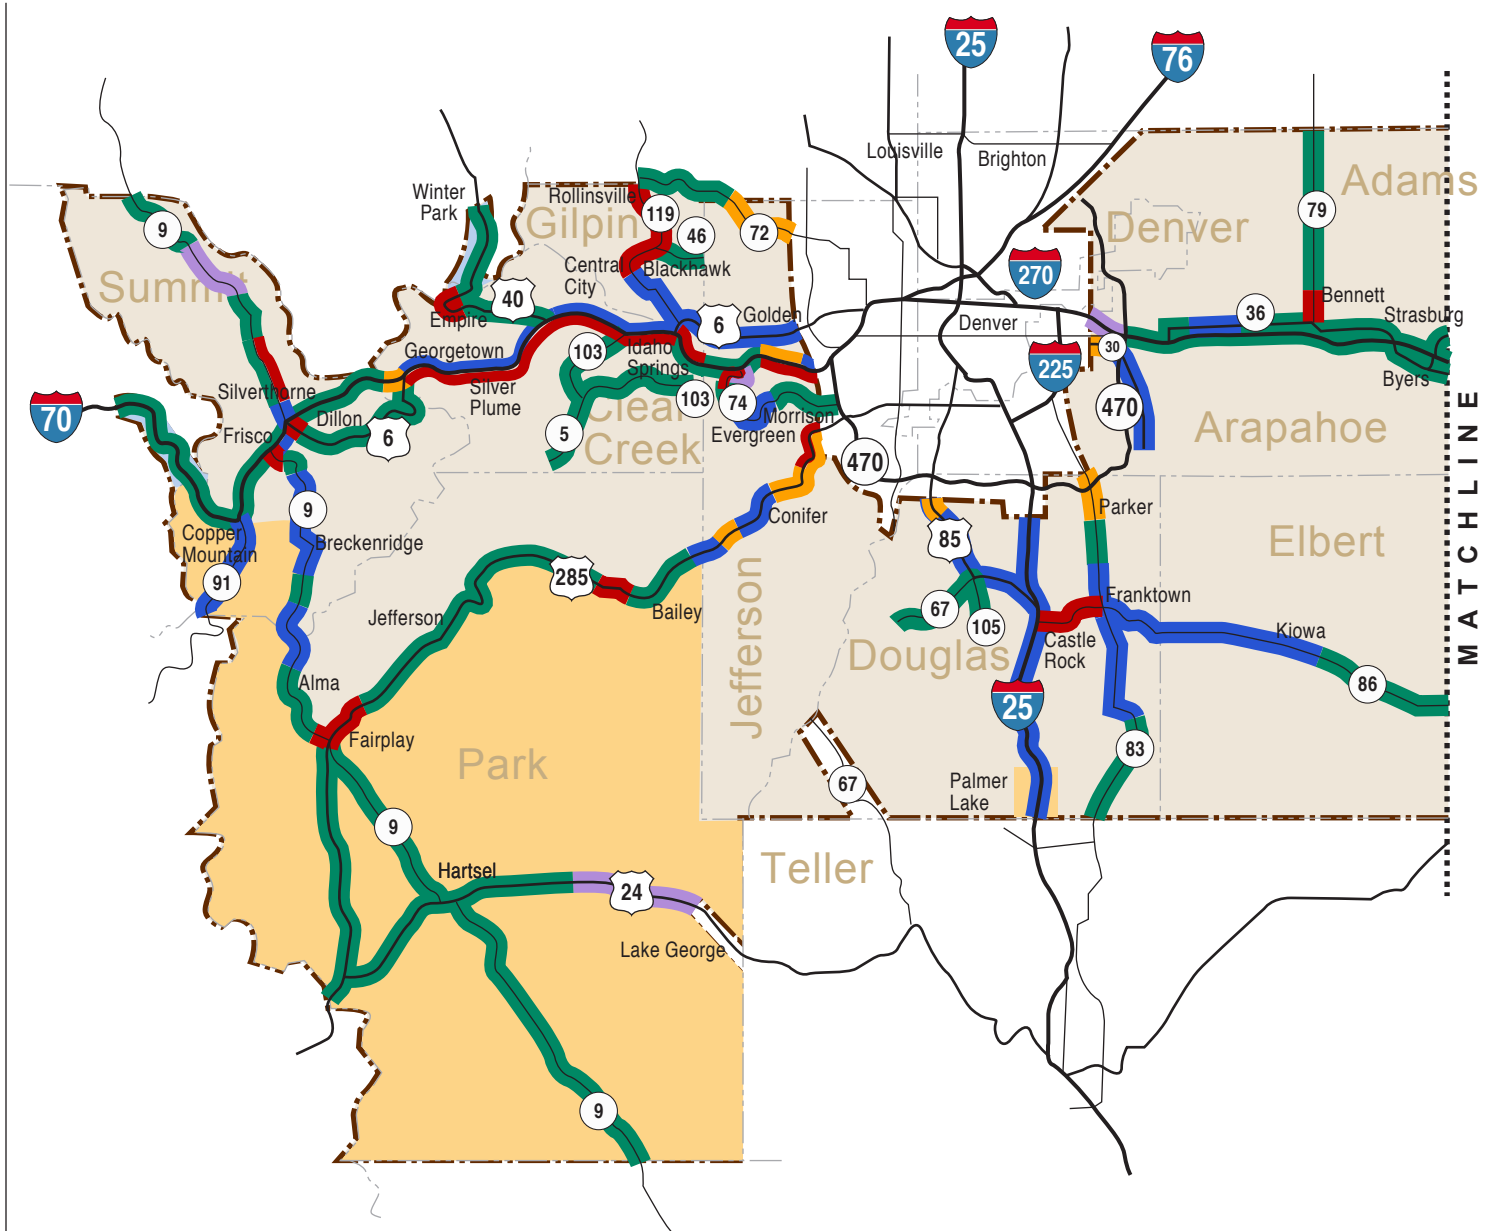 25
76
Louisville
Brighton
Adams
Winter
Park
Rollinsville
119
79
9
Gilpin
46
72
Denver
Central
City
Blackhawk
270
Summit
40
Empire
6
Golden
Denver
36
Bennett
Strasburg
Georgetown
103
Idaho
Springs
30
225
Byers
Silverthorne
Silver
Plume
103
74
Morrison
470
70
Dillon
Frisco
6
5
Clear
Creek
Evergreen
470
Arapahoe
MATCHLINE
9
Conifer
Parker
Copper
Mountain
Breckenridge
85
Elbert
91
285
Jefferson
Bailey
Jefferson
67
105
Franktown
Castle
Rock
Kiowa
Douglas
86
Alma
25
Fairplay
Park
83
67
Palmer
Lake
9
Hartsel
Teller
24
Lake George
9